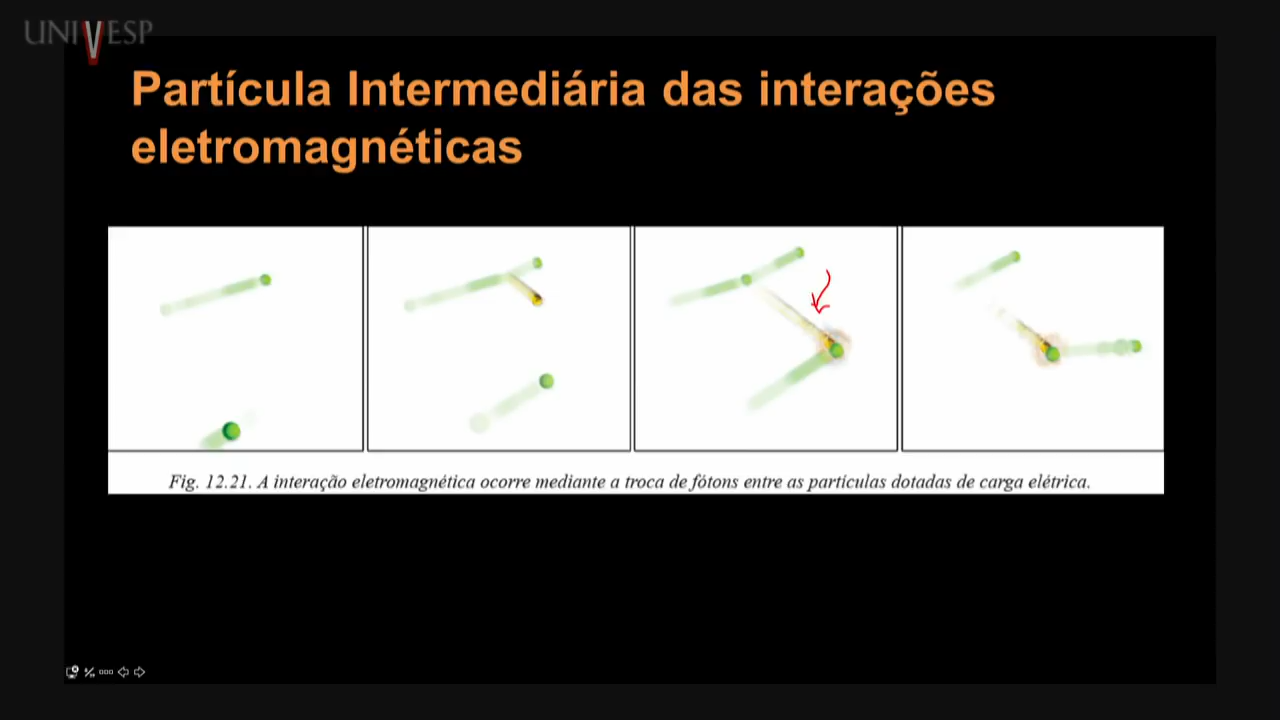 UNIVESP
Partícula Intermediária das interações
eletromagnéticas
Fig. 12.21. A interação eletromagnética ocorre mediante a troca de fótons entre as partículas dotadas de carga elétrica.